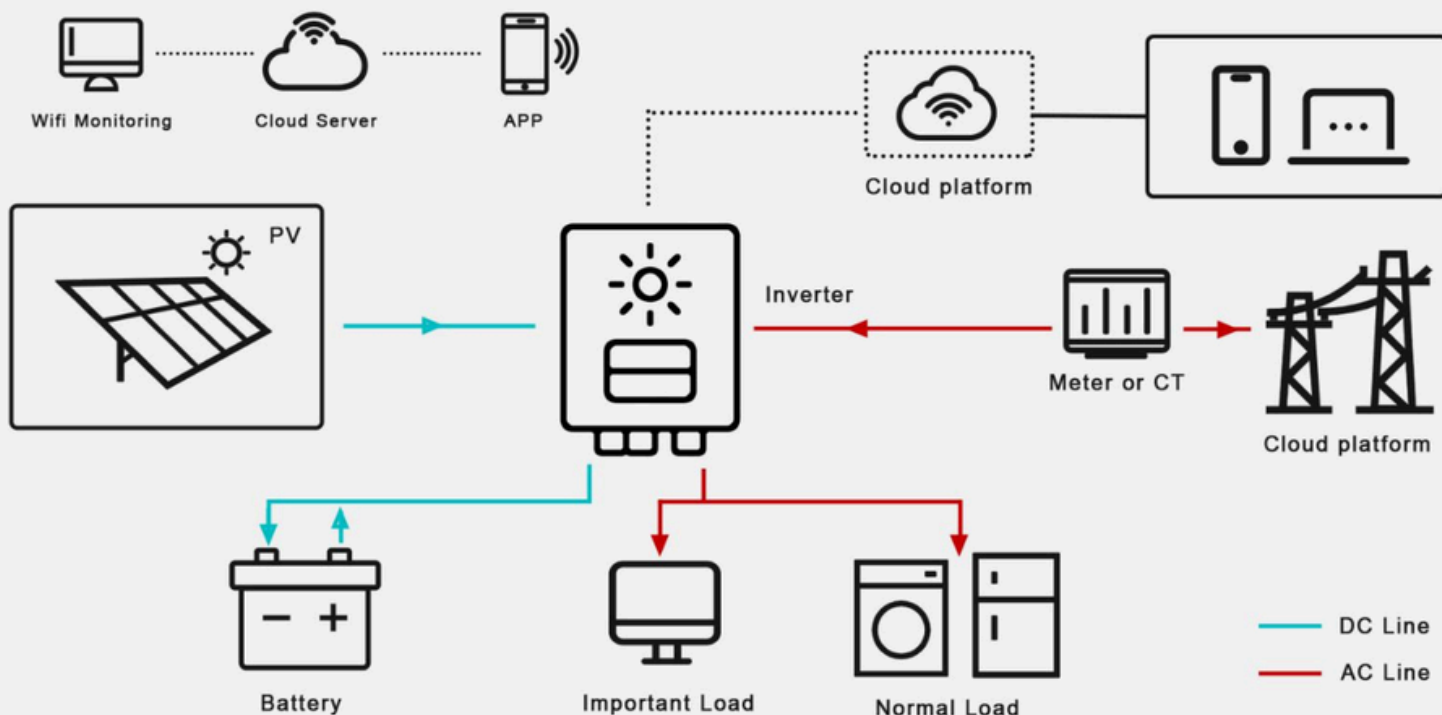 Wifi Monitoring
Cloud Server
APP
Cloud platform
PV
Inverter
Meter or CT
Cloud platform
Battery
Important Load
Normal Load
DC Line
AC Line